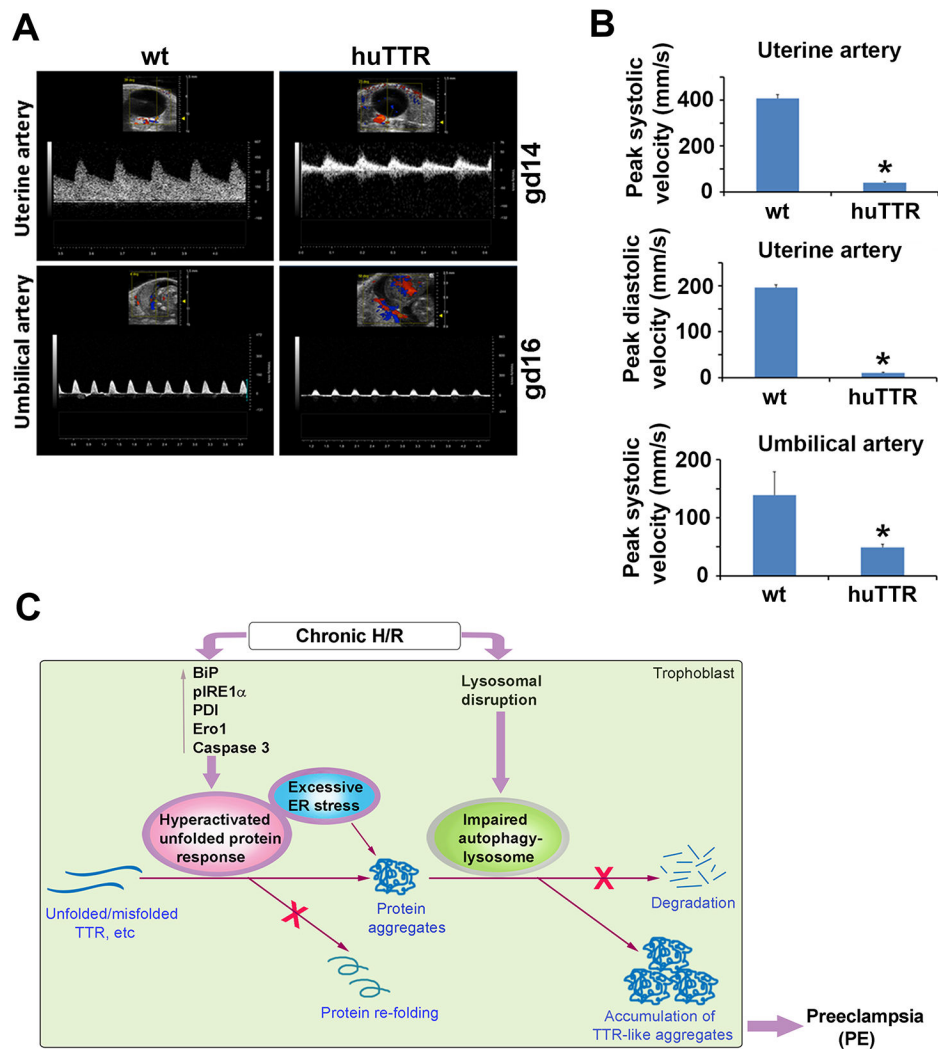 A
wt
huTTR
Uterine artery
gd14
Umbilical artery
gd16
B
Uterine artery
Peak systolic
velocity (mm/s)
400
200
0
*
wt
huTTR
Uterine artery
Peak diastolic
velocity (mm/s)
200
100
0
*
wt
huTTR
Umbilical artery
Peak systolic
velocity (mm/s)
200
100
0
*
wt
huTTR
C
Chronic H/R
Trophoblast
BiP
pIRE1α
PDI
Ero1
Caspase 3
Lysosomal
disruption
Excessive
ER stress
Hyperactivated
unfolded protein
response
Impaired
autophagy-
lysosome
Unfolded/misfolded
TTR, etc
Protein
aggregates
Degradation
Protein re-folding
Accumulation of
TTR-like aggregates
Preeclampsia
(PE)